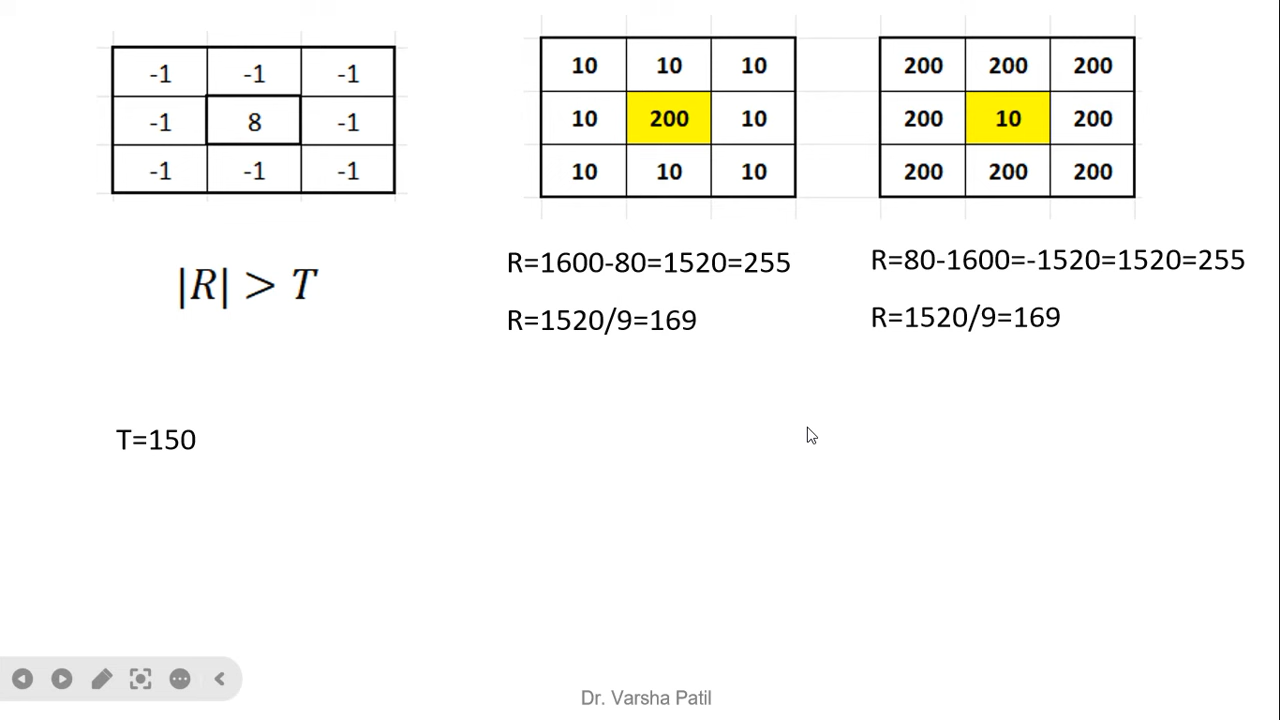 -1 -1 -1
-1 8 -1
-1 -1 -1
|R| > T
T=150
10 10 10
10 200 10
10 10 10
R=1600-80=1520=255
R=1520/9=169
200 200 200
200 10 200
200 200 200
R=80-1600=-1520=1520=255
R=1520/9=169
Dr. Varsha Patil